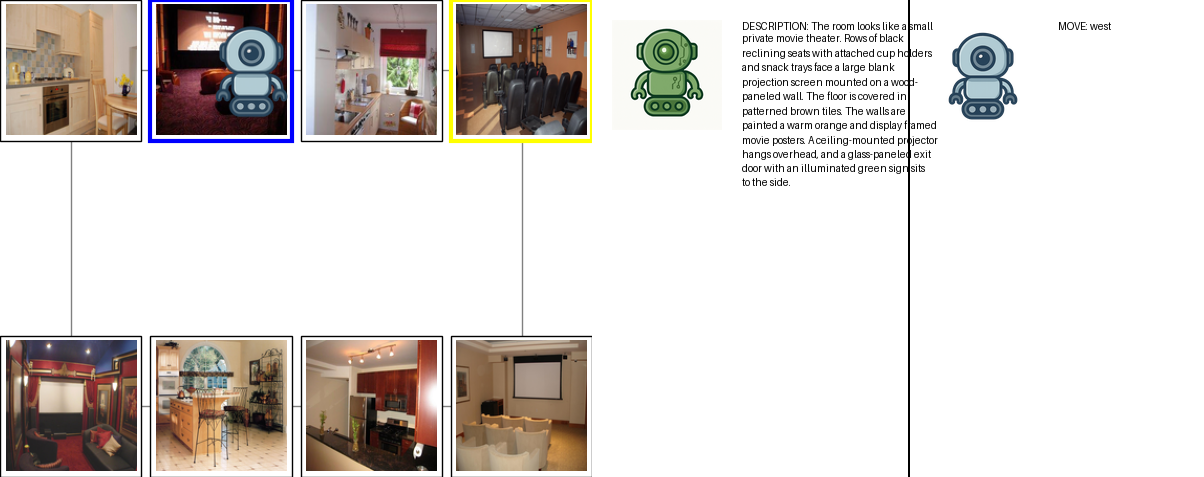 DESCRIPTION: The room looks like a small
private movie theater. Rows of black
reclining seats with attached cup holders
and snack trays face a large blank
projection screen mounted on a wood-
paneled wall. The floor is covered in
patterned brown tiles. The walls are
painted a warm orange and display framed
movie posters. A ceiling-mounted projector
hangs overhead, and a glass-paneled exit
door with an illuminated green sign sits
to the side.
MOVE: west